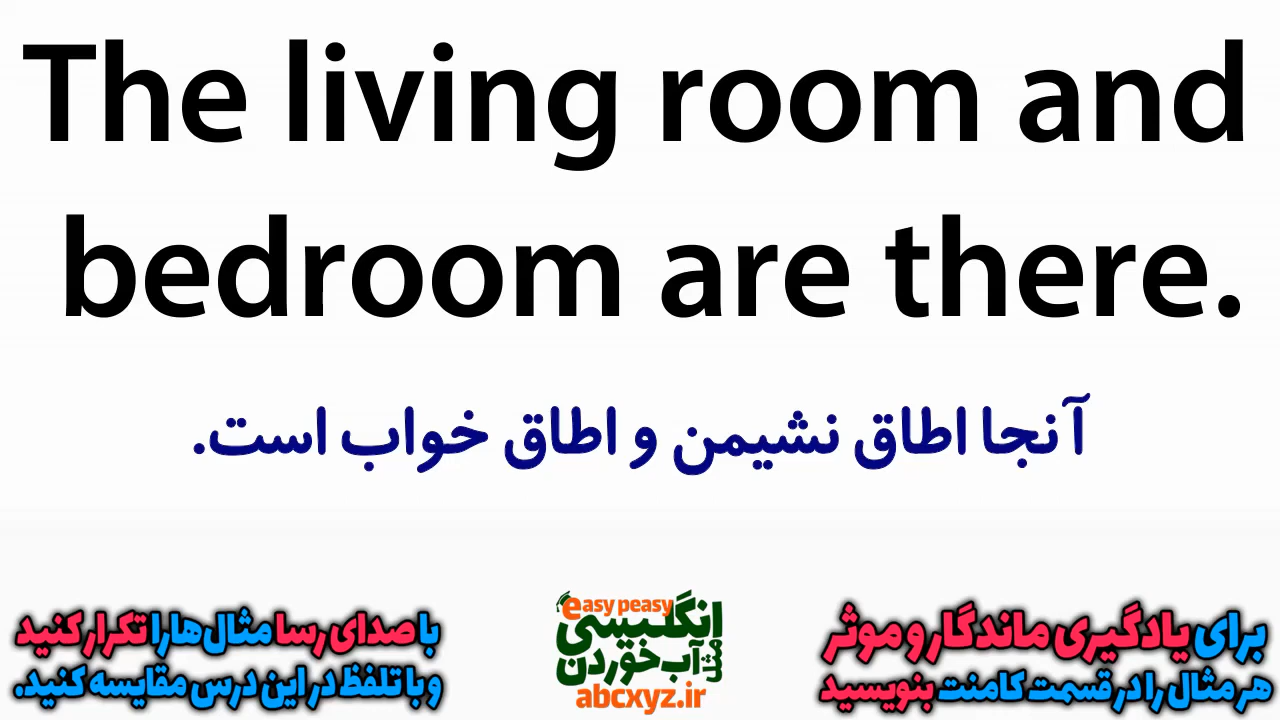 The living room and
bedroom are there.
آنجا اطاق نشیمن و اطاق خواب است.
برای یادگیری ماندگار و موثر
هر مثال را در قسمت کامنت بنویسید
easy peasy
انگلیسی
مثل آب خوردن
abcxyz.ir
با صدای رسا مثال‌ها را تکرار کنید
و با تلفظ در این درس مقایسه کنید.